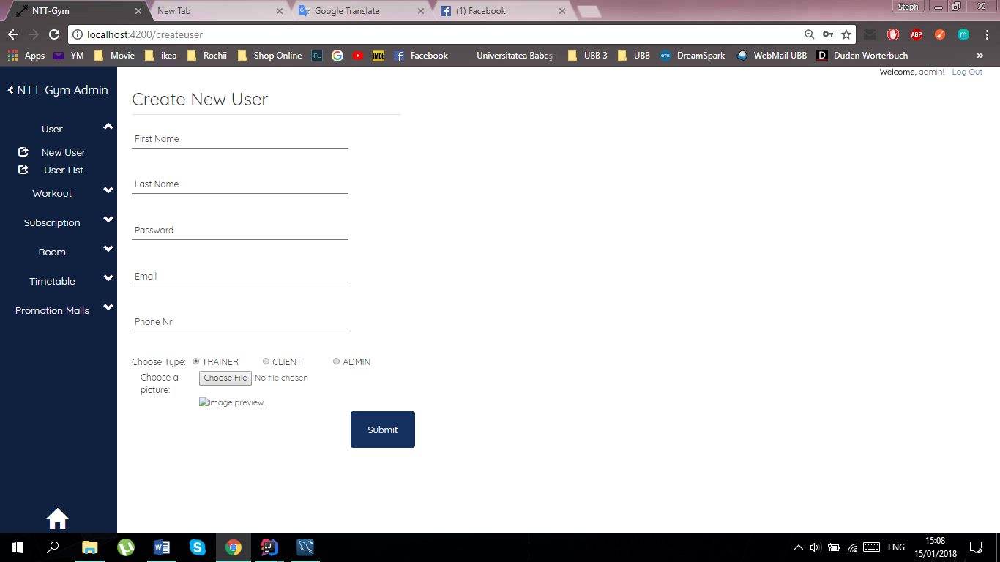 NTT-Gym New Tab Google Translate (1) Facebook Steph
localhost:4200/createuser ABP m
Apps YM Movie ikea Rochii Shop Online FL IMDb Facebook Universitatea Babeş- UBB 3 UBB OTH DreamSpark WebMail UBB D Duden Worterbuch »
Welcome, admin! Log Out
NTT-Gym Admin
Create New User
User
New User
User List
Workout
Subscription
Room
Timetable
Promotion Mails
First Name
Last Name
Password
Email
Phone Nr
Choose Type: TRAINER CLIENT ADMIN
Choose a
picture:
Choose File No file chosen
Image preview...
Submit
ENG
15:08
15/01/2018